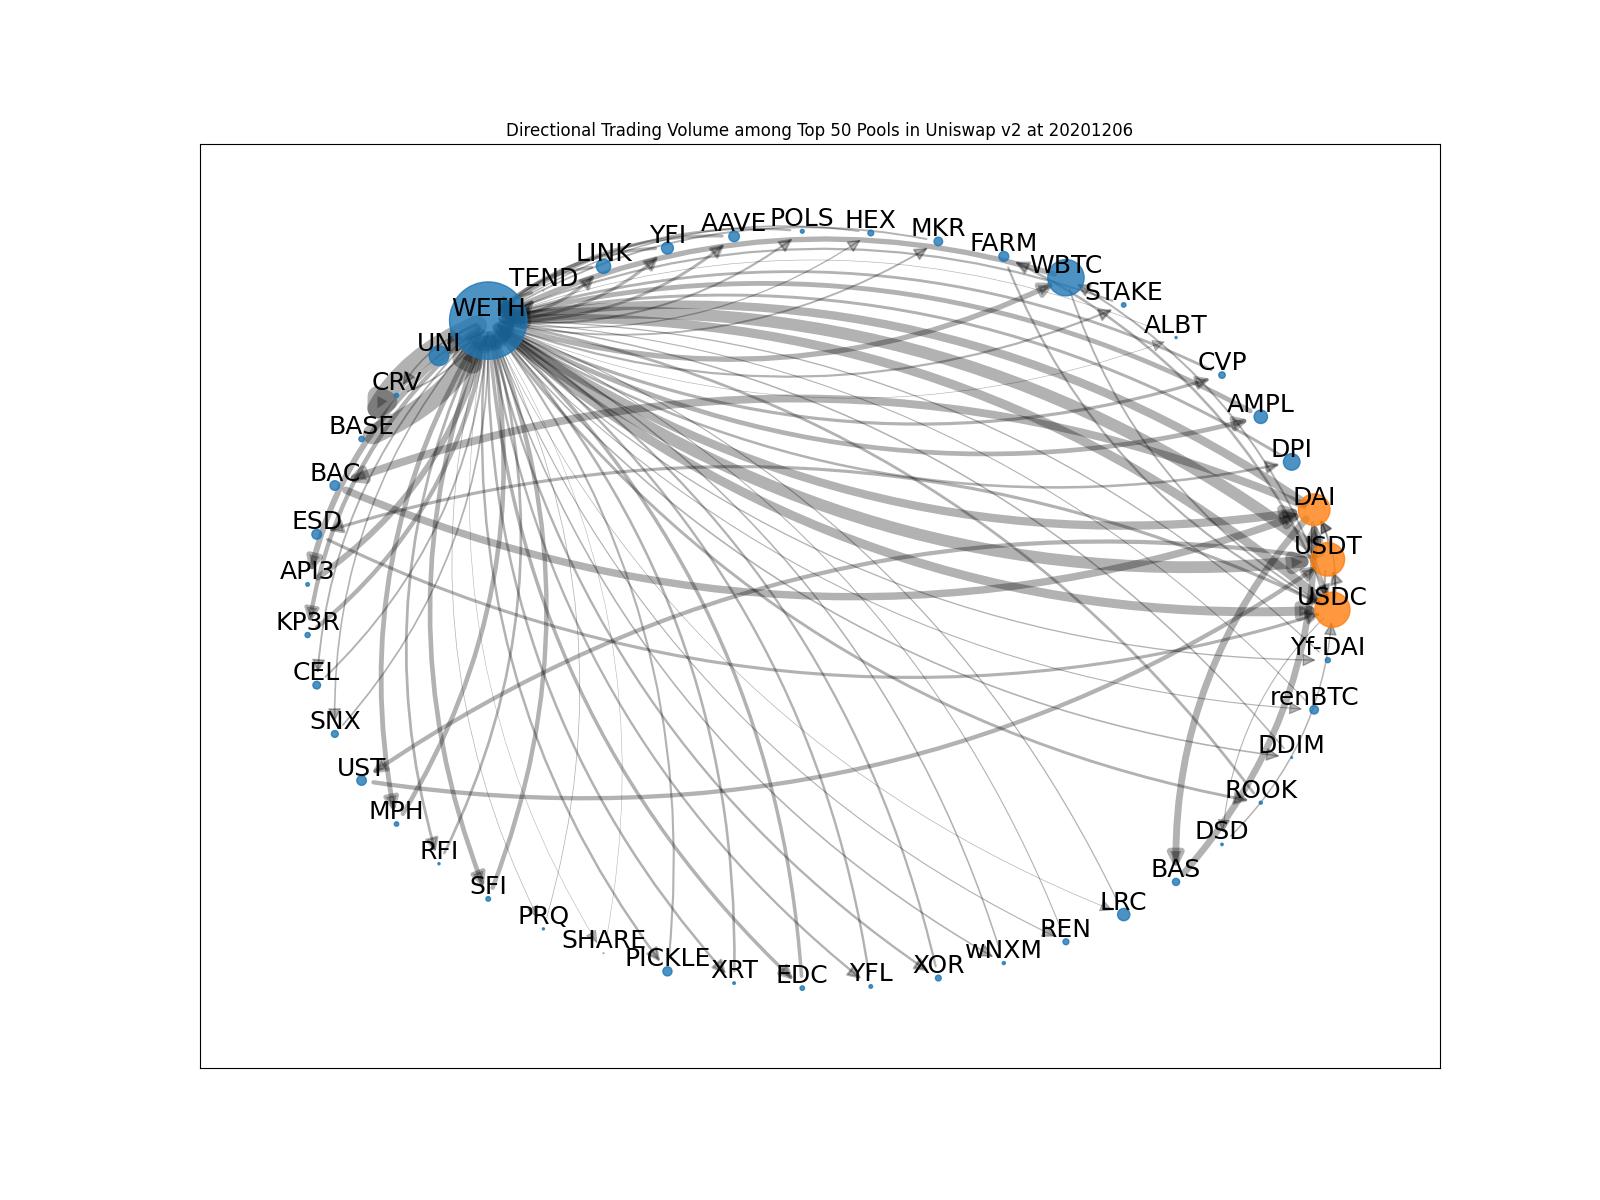 Directional Trading Volume among Top 50 Pools in Uniswap v2 at 20201206
POLS
HEX
AAVE
MKR
YFI
FARM
LINK
WBTC
TEND
STAKE
WETH
ALBT
UNI
CVP
CRV
AMPL
BASE
DPI
BAC
DAI
ESD
USDT
API3
USDC
KP3R
Yf-DAI
CEL
renBTC
SNX
DDIM
UST
ROOK
MPH
DSD
RFI
BAS
SFI
LRC
PRQ
REN
SHARE
wNXM
PICKLE
XOR
XRT
YFL
EDC